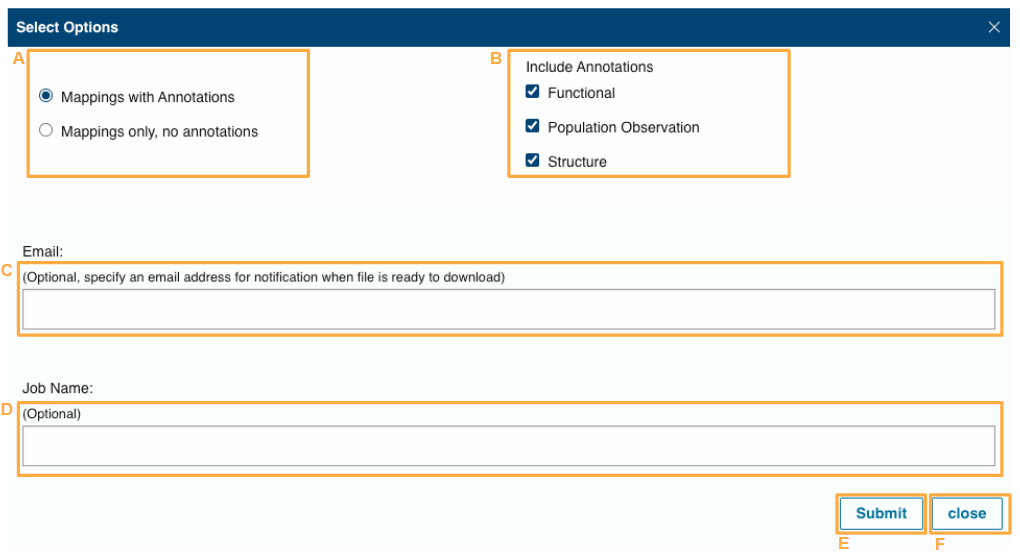 Select Options
A
B
Include Annotations
Mappings with Annotations
Functional
Mappings only, no annotations
Population Observation
Structure
Email:
C
(Optional, specify an email address for notification when file is ready to download)
Job Name:
D
(Optional)
Submit
close
E
F